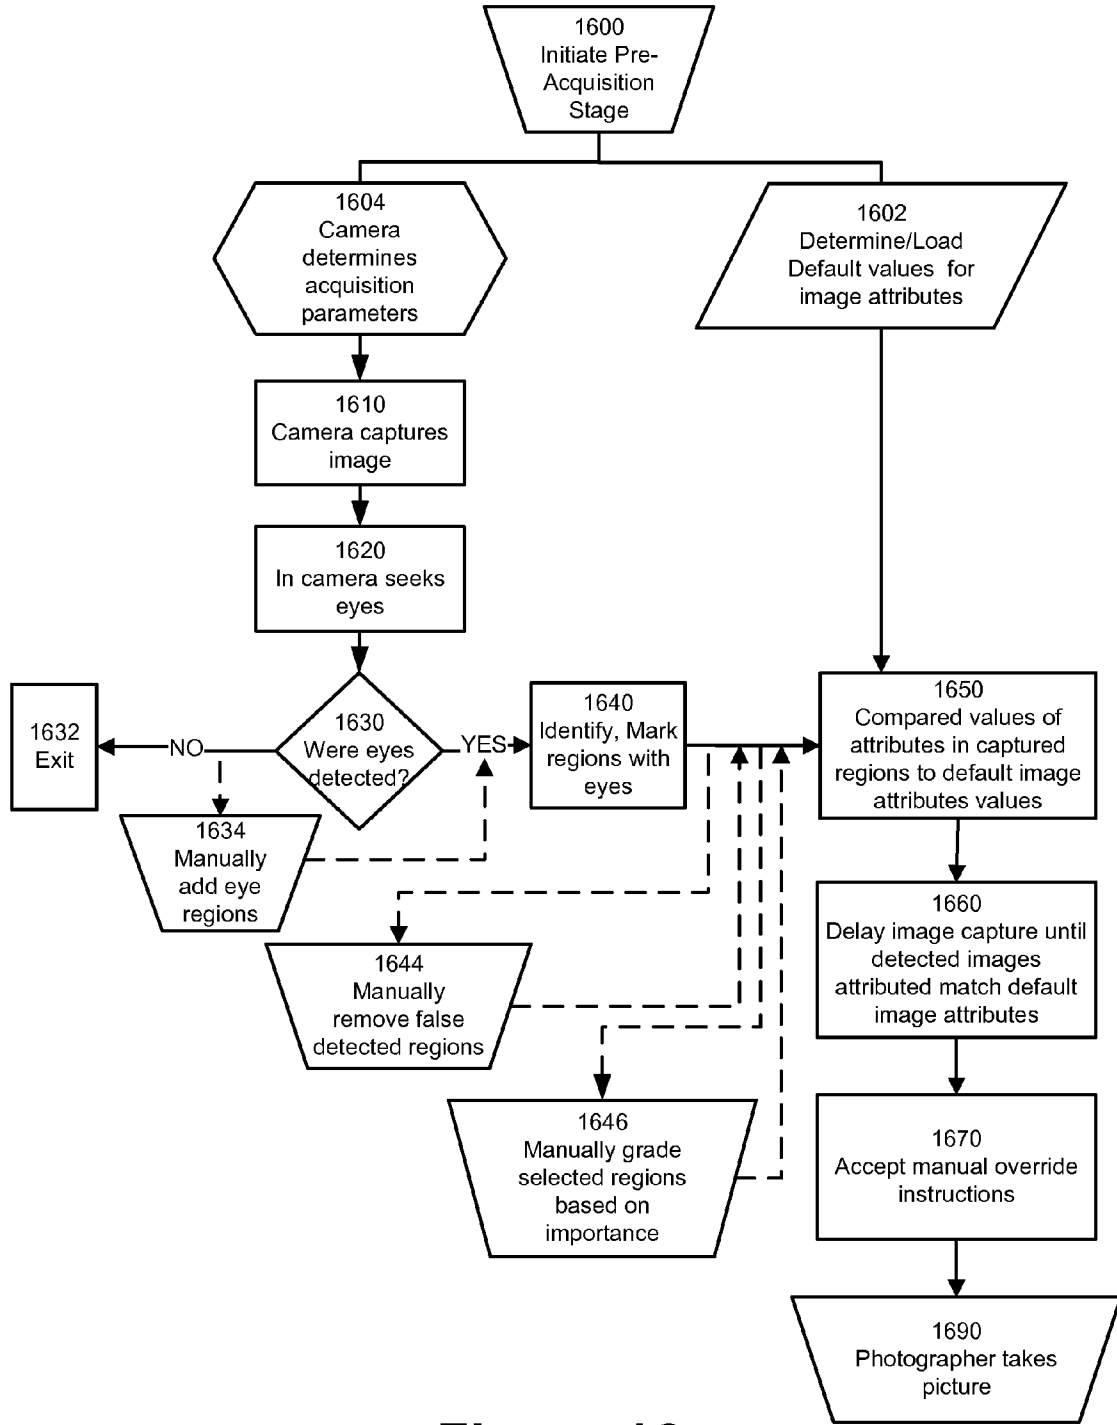 1600
Initiate Pre-
Acquisition
Stage
1604
Camera
determines
acquisition
parameters
1602
Determine/Load
Default values for
image attributes
1610
Camera captures
image
1620
In camera seeks
eyes
1630
Were eyes
detected?
NO
YES
1632
Exit
1634
Manually
add eye
regions
1640
Identify, Mark
regions with
eyes
1644
Manually
remove false
detected regions
1646
Manually grade
selected regions
based on
importance
1650
Compared values of
attributes in captured
regions to default image
attributes values
1660
Delay image capture until
detected images
attributed match default
image attributes
1670
Accept manual override
instructions
1690
Photographer takes
picture